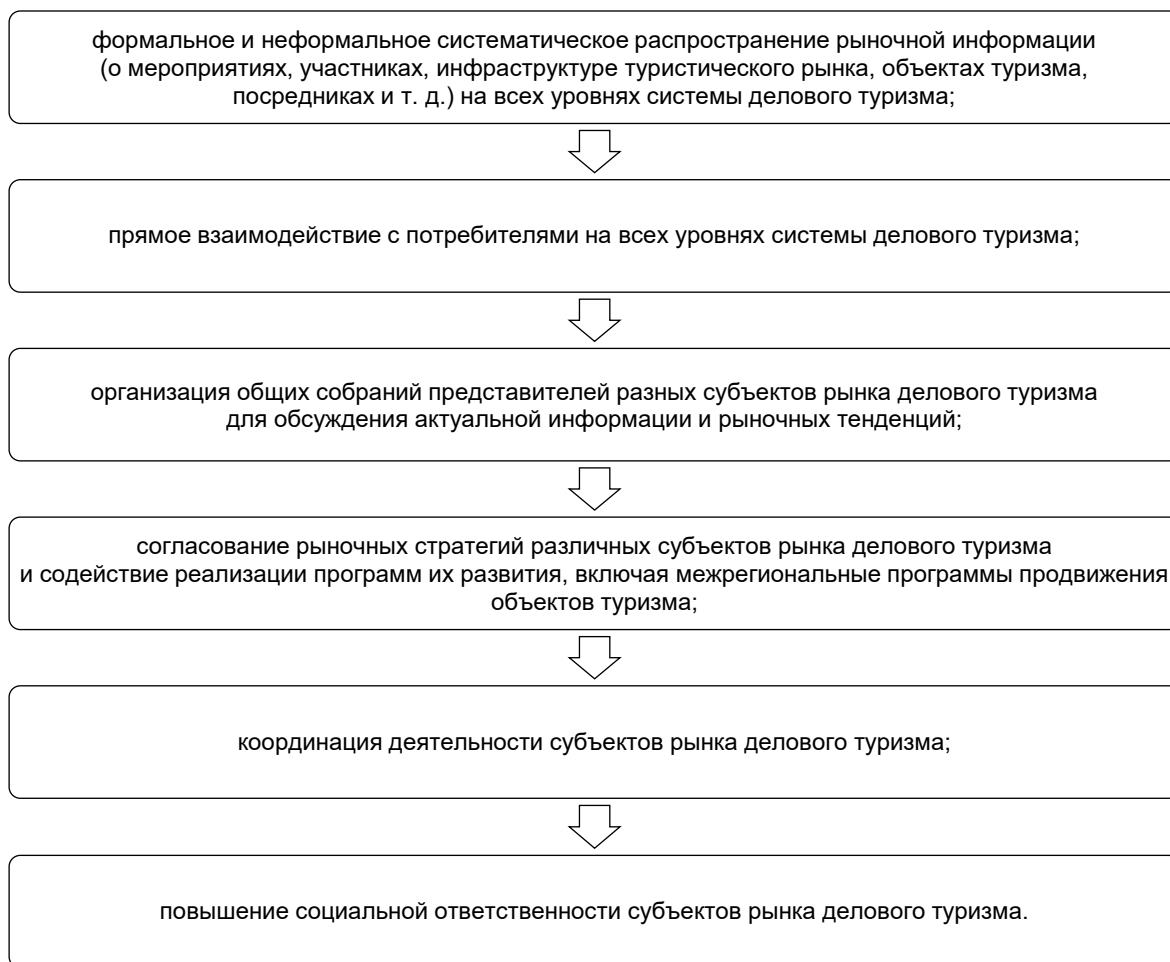 формальное и неформальное систематическое распространение рыночной информации
(о мероприятиях, участниках, инфраструктуре туристического рынка, объектах туризма,
посредниках и т. д.) на всех уровнях системы делового туризма;
прямое взаимодействие с потребителями на всех уровнях системы делового туризма;
организация общих собраний представителей разных субъектов рынка делового туризма
для обсуждения актуальной информации и рыночных тенденций;
согласование рыночных стратегий различных субъектов рынка делового туризма
и содействие реализации программ их развития, включая межрегиональные программы продвижения
объектов туризма;
координация деятельности субъектов рынка делового туризма;
повышение социальной ответственности субъектов рынка делового туризма.